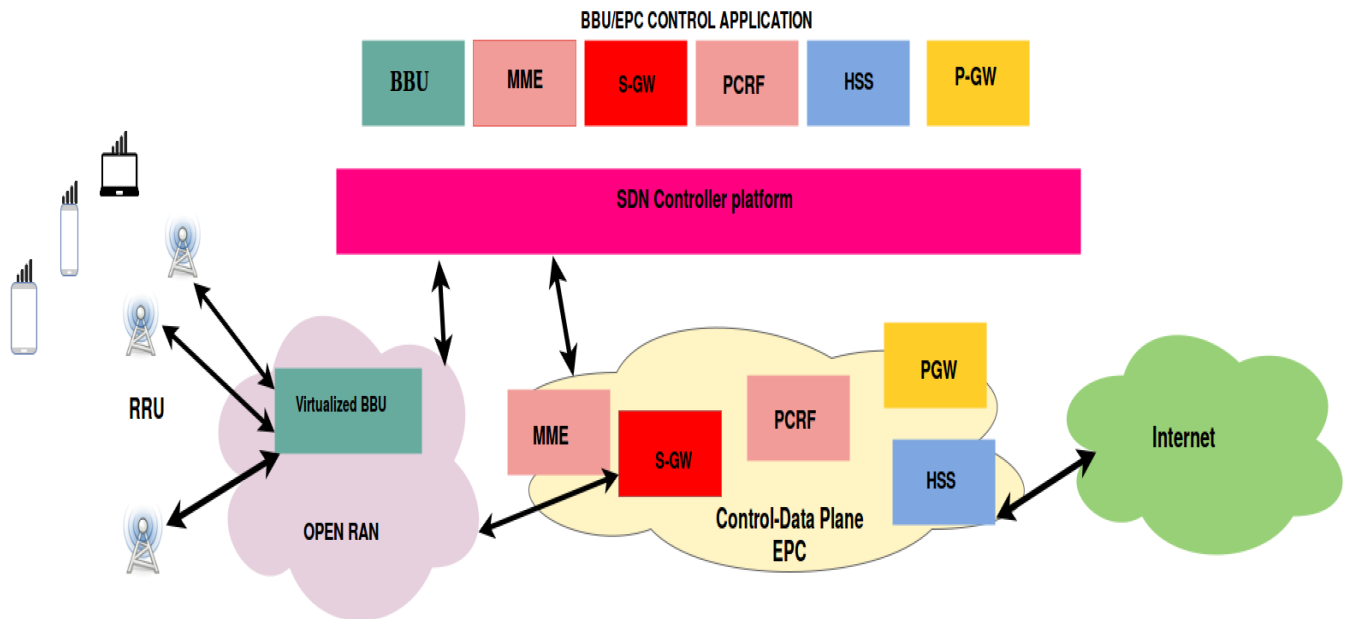 BBU/EPC CONTROL APPLICATION
BBU
MME
S-GW
PCRF
HSS
P-GW
SDN Controller platform
RRU
Virtualized BBU
OPEN RAN
MME
S-GW
PCRF
PGW
HSS
Control-Data Plane
EPC
Internet